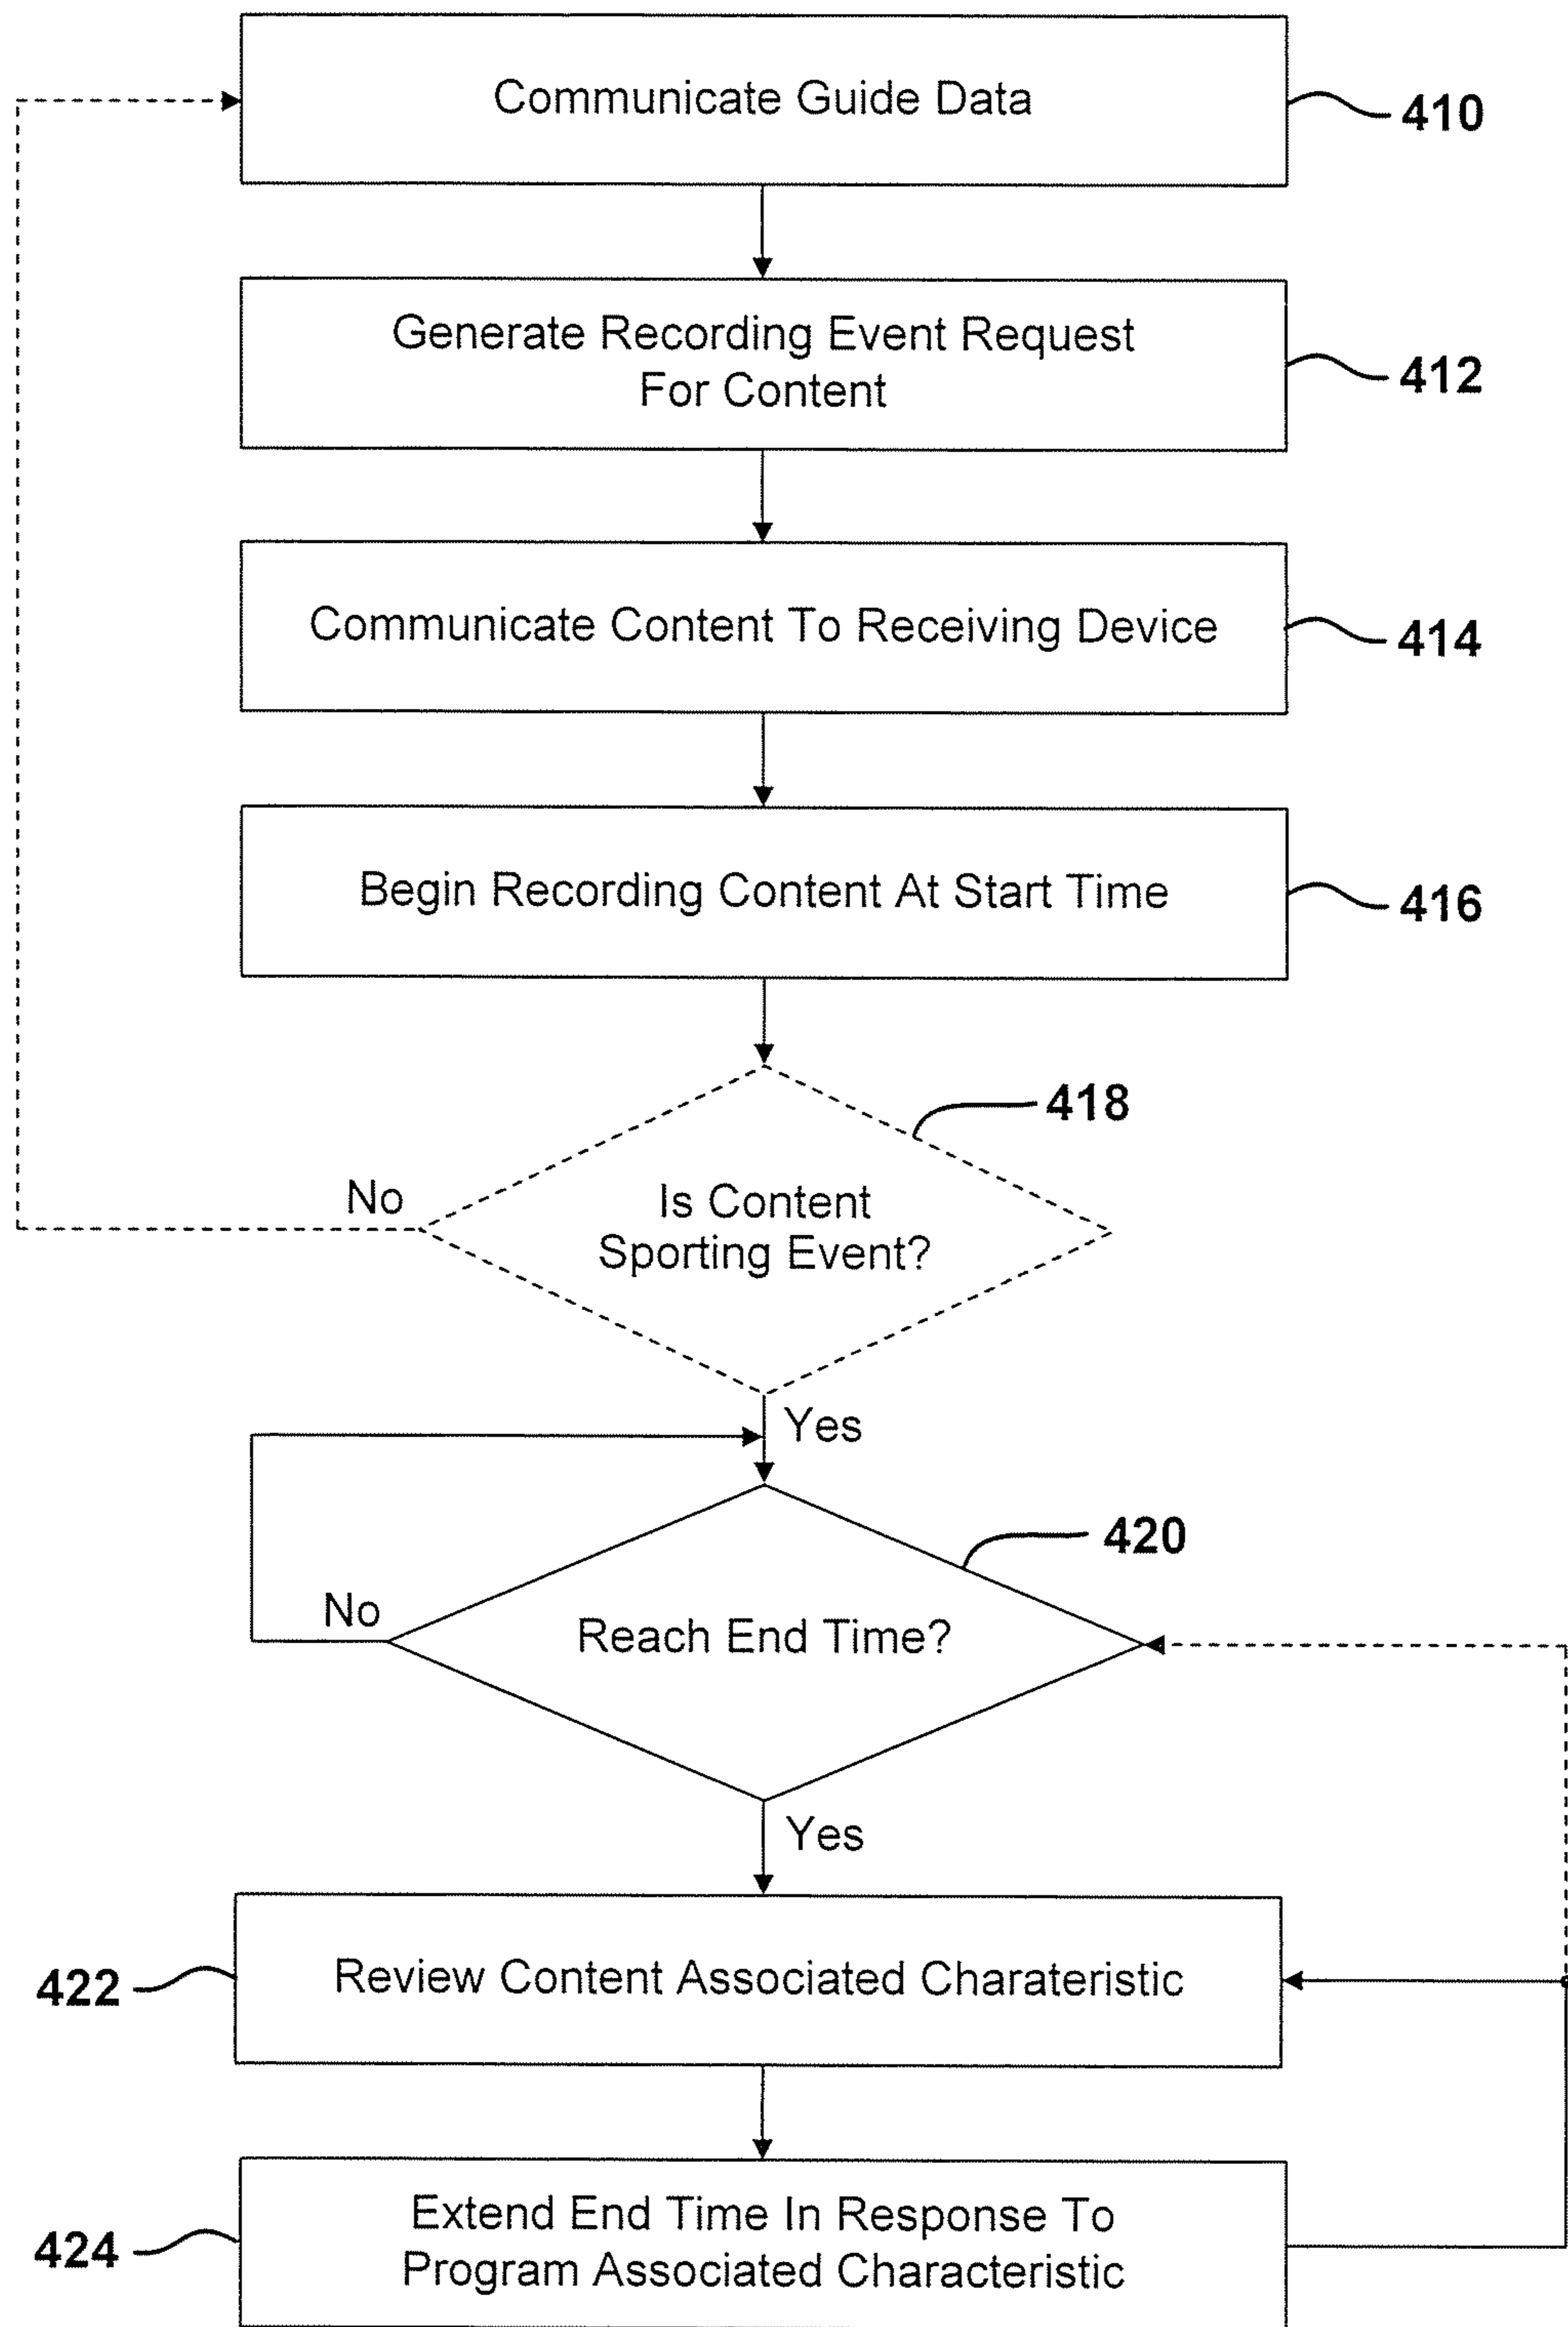 Communicate Guide Data
410
Generate Recording Event Request
For Content
412
Communicate Content To Receiving Device
414
Begin Recording Content At Start Time
416
418
No
Is Content
Sporting Event?
Yes
420
No
Reach End Time?
Yes
422
Review Content Associated Charateristic
424
Extend End Time In Response To
Program Associated Characteristic